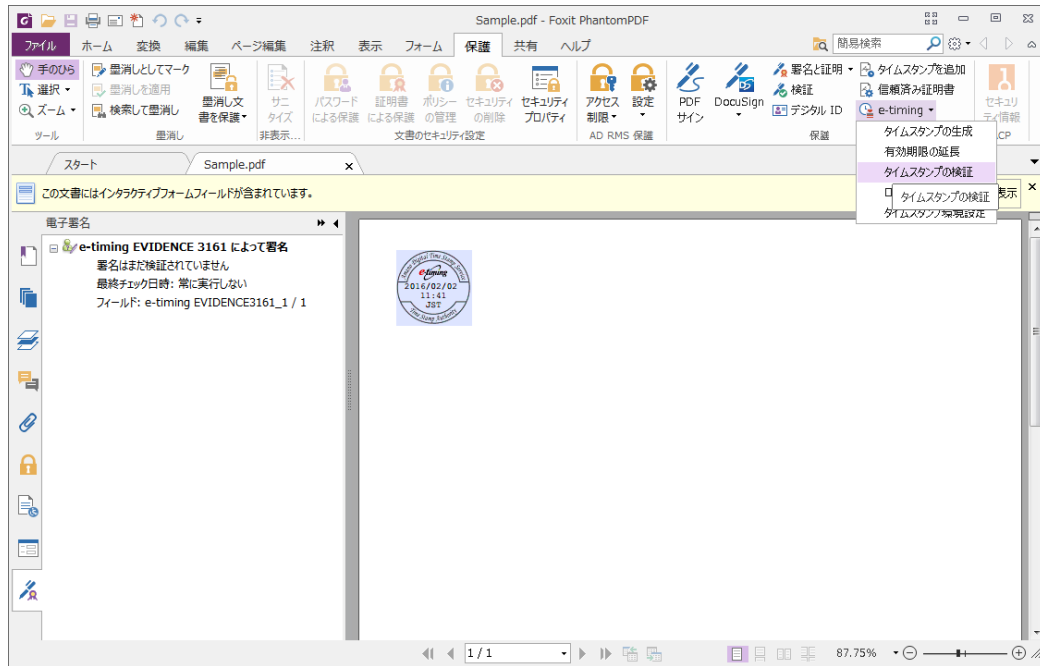 Sample.pdf - Foxit PhantomPDF
ファイル ホーム 変換 編集 ページ編集 注釈 表示 フォーム 保護 共有 ヘルプ 簡易検索
手のひら
選択
ズーム
ツール
墨消しとしてマーク
墨消しを適用
検索して墨消し
墨消し文
書を保護
墨消し
サニ
タイズ
非表示...
パスワード
による保護
証明書
による保護
ポリシー
の管理
セキュリティ
の削除
セキュリティ
プロパティ
文書のセキュリティ設定
アクセス
制限
設定
AD RMS 保護
PDF
サイン
DocuSign
署名と証明
検証
デジタル ID
タイムスタンプを追加
信頼済み証明書
e-timing
保護
セキュリ
ティ情報
CP
タイムスタンプの生成
有効期限の延長
タイムスタンプの検証
ロ
タイムスタンプの検証
タイムスタンプ環境設定
スタート Sample.pdf x
この文書にはインタラクティブフォームフィールドが含まれています。
表示
電子署名
e-timing EVIDENCE 3161 によって署名
署名はまだ検証されていません
最終チェック日時: 常に実行しない
フィールド: e-timing EVIDENCE3161_1 / 1
Amano Digital Time Stamp Service
e-timing
2016/02/02
11:41
JST
Time Stamp Authority
1 / 1
87.75%